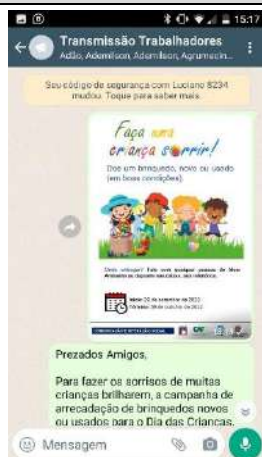 15:17
Transmissão Trabalhadores
Adão, Ademilson, Ademilson, Agrumecin...
Seu código de segurança com Luciano 8234
mudou. Toque para saber mais.
Faça uma
criança sorrir!
Doe um brinquedo, novo ou usado
(em boas condições).
Prezados Amigos,
Para fazer os sorrisos de muitas
crianças brilharem, a campanha de
arrecadação de brinquedos novos
ou usados para o Dia das Crianças,
Mensagem